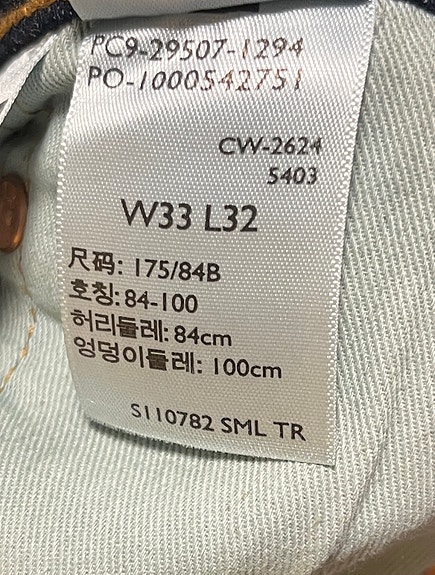 PC9-29507-1294
PO-1000542751
CW-2624
5403
W33 L32
尺码: 175/84B
호칭: 84-100
허리둘레: 84cm
엉덩이둘레: 100cm
S110782 SML TR